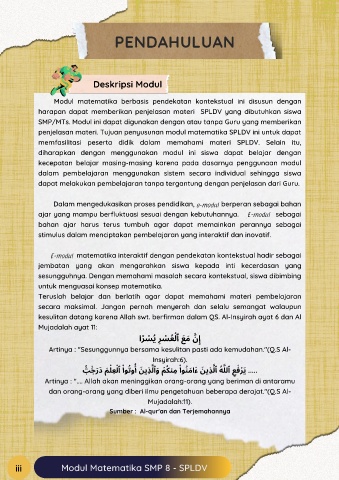 PENDAHULUAN
Deskripsi Modul
Modul matematika berbasis pendekatan kontekstual ini disusun dengan
harapan dapat memberikan penjelasan materi SPLDV yang dibutuhkan siswa
SMP/MTs. Modul ini dapat digunakan dengan atau tanpa Guru yang memberikan
penjelasan materi. Tujuan penyusunan modul matematika SPLDV ini untuk dapat
memfasilitasi peserta didik dalam memahami materi SPLDV. Selain itu,
diharapkan dengan menggunakan modul ini siswa dapat belajar dengan
kecepatan belajar masing-masing karena pada dasarnya penggunaan modul
dalam pembelajaran menggunakan sistem secara individual sehingga siswa
dapat melakukan pembelajaran tanpa tergantung dengan penjelasan dari Guru.
Dalam mengedukasikan proses pendidikan, e-modul berperan sebagai bahan
ajar yang mampu berfluktuasi sesuai dengan kebutuhannya. E-modul sebagai
bahan ajar harus terus tumbuh agar dapat memainkan perannya sebagai
stimulus dalam menciptakan pembelajaran yang interaktif dan inovatif.
E-modul matematika interaktif dengan pendekatan kontekstual hadir sebagai
jembatan yang akan mengarahkan siswa kepada inti kecerdasan yang
sesungguhnya. Dengan memahami masalah secara kontekstual, siswa dibimbing
untuk menguasai konsep matematika.
Teruslah belajar dan berlatih agar dapat memahami materi pembelajaran
secara maksimal. Jangan pernah menyerah dan selalu semangat walaupun
kesulitan datang karena Allah swt. berfirman dalam QS. Al-Insyirah ayat 6 dan Al
Mujadalah ayat 11:
إِنَّ مَعَ ٱلْعُسْرِ يُسْرًا
Artinya : "Sesungguhnya bersama kesulitan pasti ada kemudahan."(Q.S Al-
Insyirah:6).
..... يَرْفَعِ ٱللَّهُ ٱلَّذِينَ ءَامَنُوا۟ مِنكُمْ وَٱلَّذِينَ أُوتُوا۟ ٱلْعِلْمَ دَرَجَٰتٍ
Artinya : ".... Allah akan meninggikan orang-orang yang beriman di antaramu
dan orang-orang yang diberi ilmu pengetahuan beberapa derajat."(Q.S Al-
Mujadalah:11).
Sumber : Al-qur'an dan Terjemahannya
iii Modul Matematika SMP 8 - SPLDV